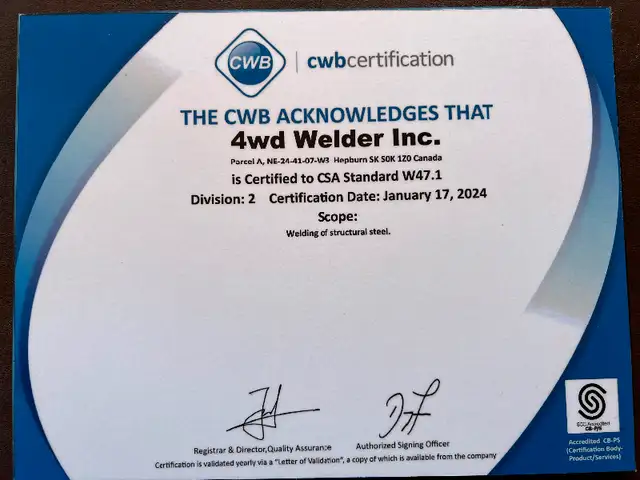 CWB cwbcertification
THE CWB ACKNOWLEDGES THAT
4wd Welder Inc.
Parcel A, NE-24-41-07-W3 Hepburn SK S0K 1Z0 Canada
is Certified to CSA Standard W47.1
Division: 2 Certification Date: January 17, 2024
Scope:
Welding of structural steel.
Registrar & Director,Quality Assurance
Authorized Signing Officer
Certification is validated yearly via a "Letter of Validation", a copy of which is available from the company
SCC Accredited
CB-P/S
Accredited CB-PS
(Certification Body-
Product/Services)